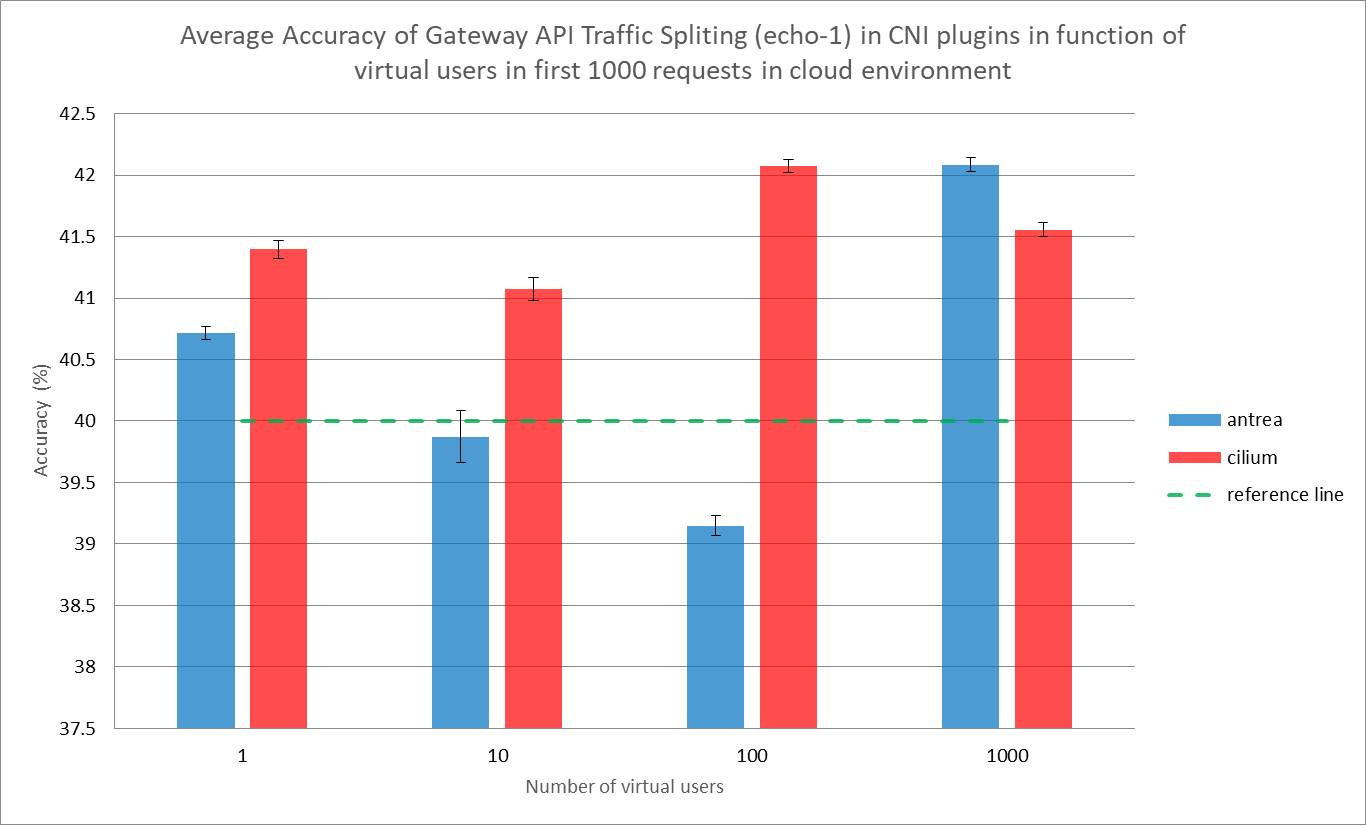 Average Accuracy of Gateway API Traffic Spliting (echo-1) in CNI plugins in function of
virtual users in first 1000 requests in cloud environment
42.5
42
41.5
41
40.5
40
39.5
39
38.5
38
37.5
Accuracy (%)
1
10
100
1000
Number of virtual users
antrea
cilium
reference line